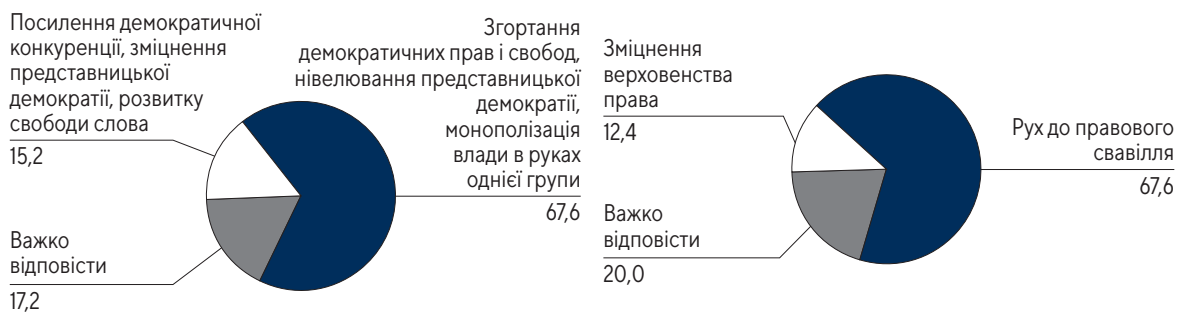 Посилення демократичної
конкуренції, зміцнення
представницької
демократії, розвитку
свободи слова
15,2
Згортання
демократичних прав і свобод,
нівелювання представницької
демократії,
монополізація
влади в руках
однієї групи
67,6
Важко
відповісти
17,2
Зміцнення
верховенства
права
12,4
Рух до правового
свавілля
67,6
Важко
відповісти
20,0